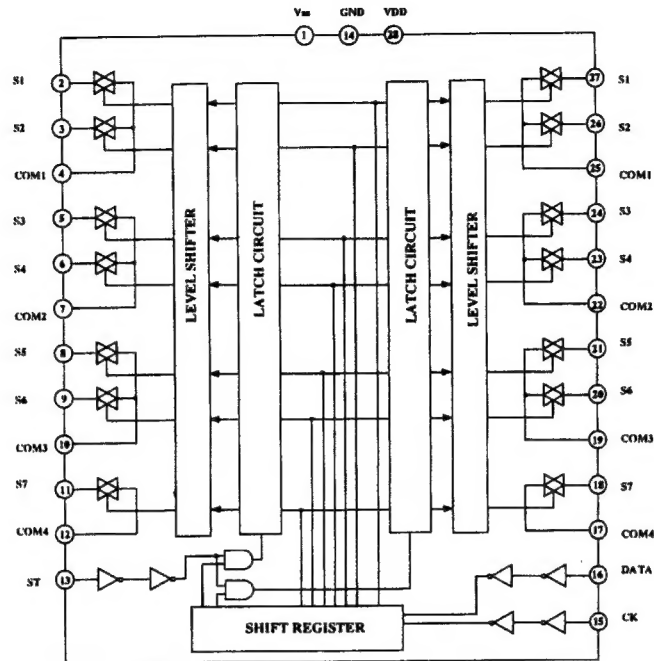 Vss GND VDD
1 14 28
S1 2 27 S1
S2 3 26 S2
COM1 4 25 COM1
S3 5 24 S3
S4 6 23 S4
COM2 7 22 COM2
S5 8 21 S5
S6 9 20 S6
COM3 10 19 COM3
S7 11 18 S7
COM4 12 17 COM4
ST 13 16 DATA
15 CK
LEVEL SHIFTER
LATCH CIRCUIT
LATCH CIRCUIT
LEVEL SHIFTER
SHIFT REGISTER